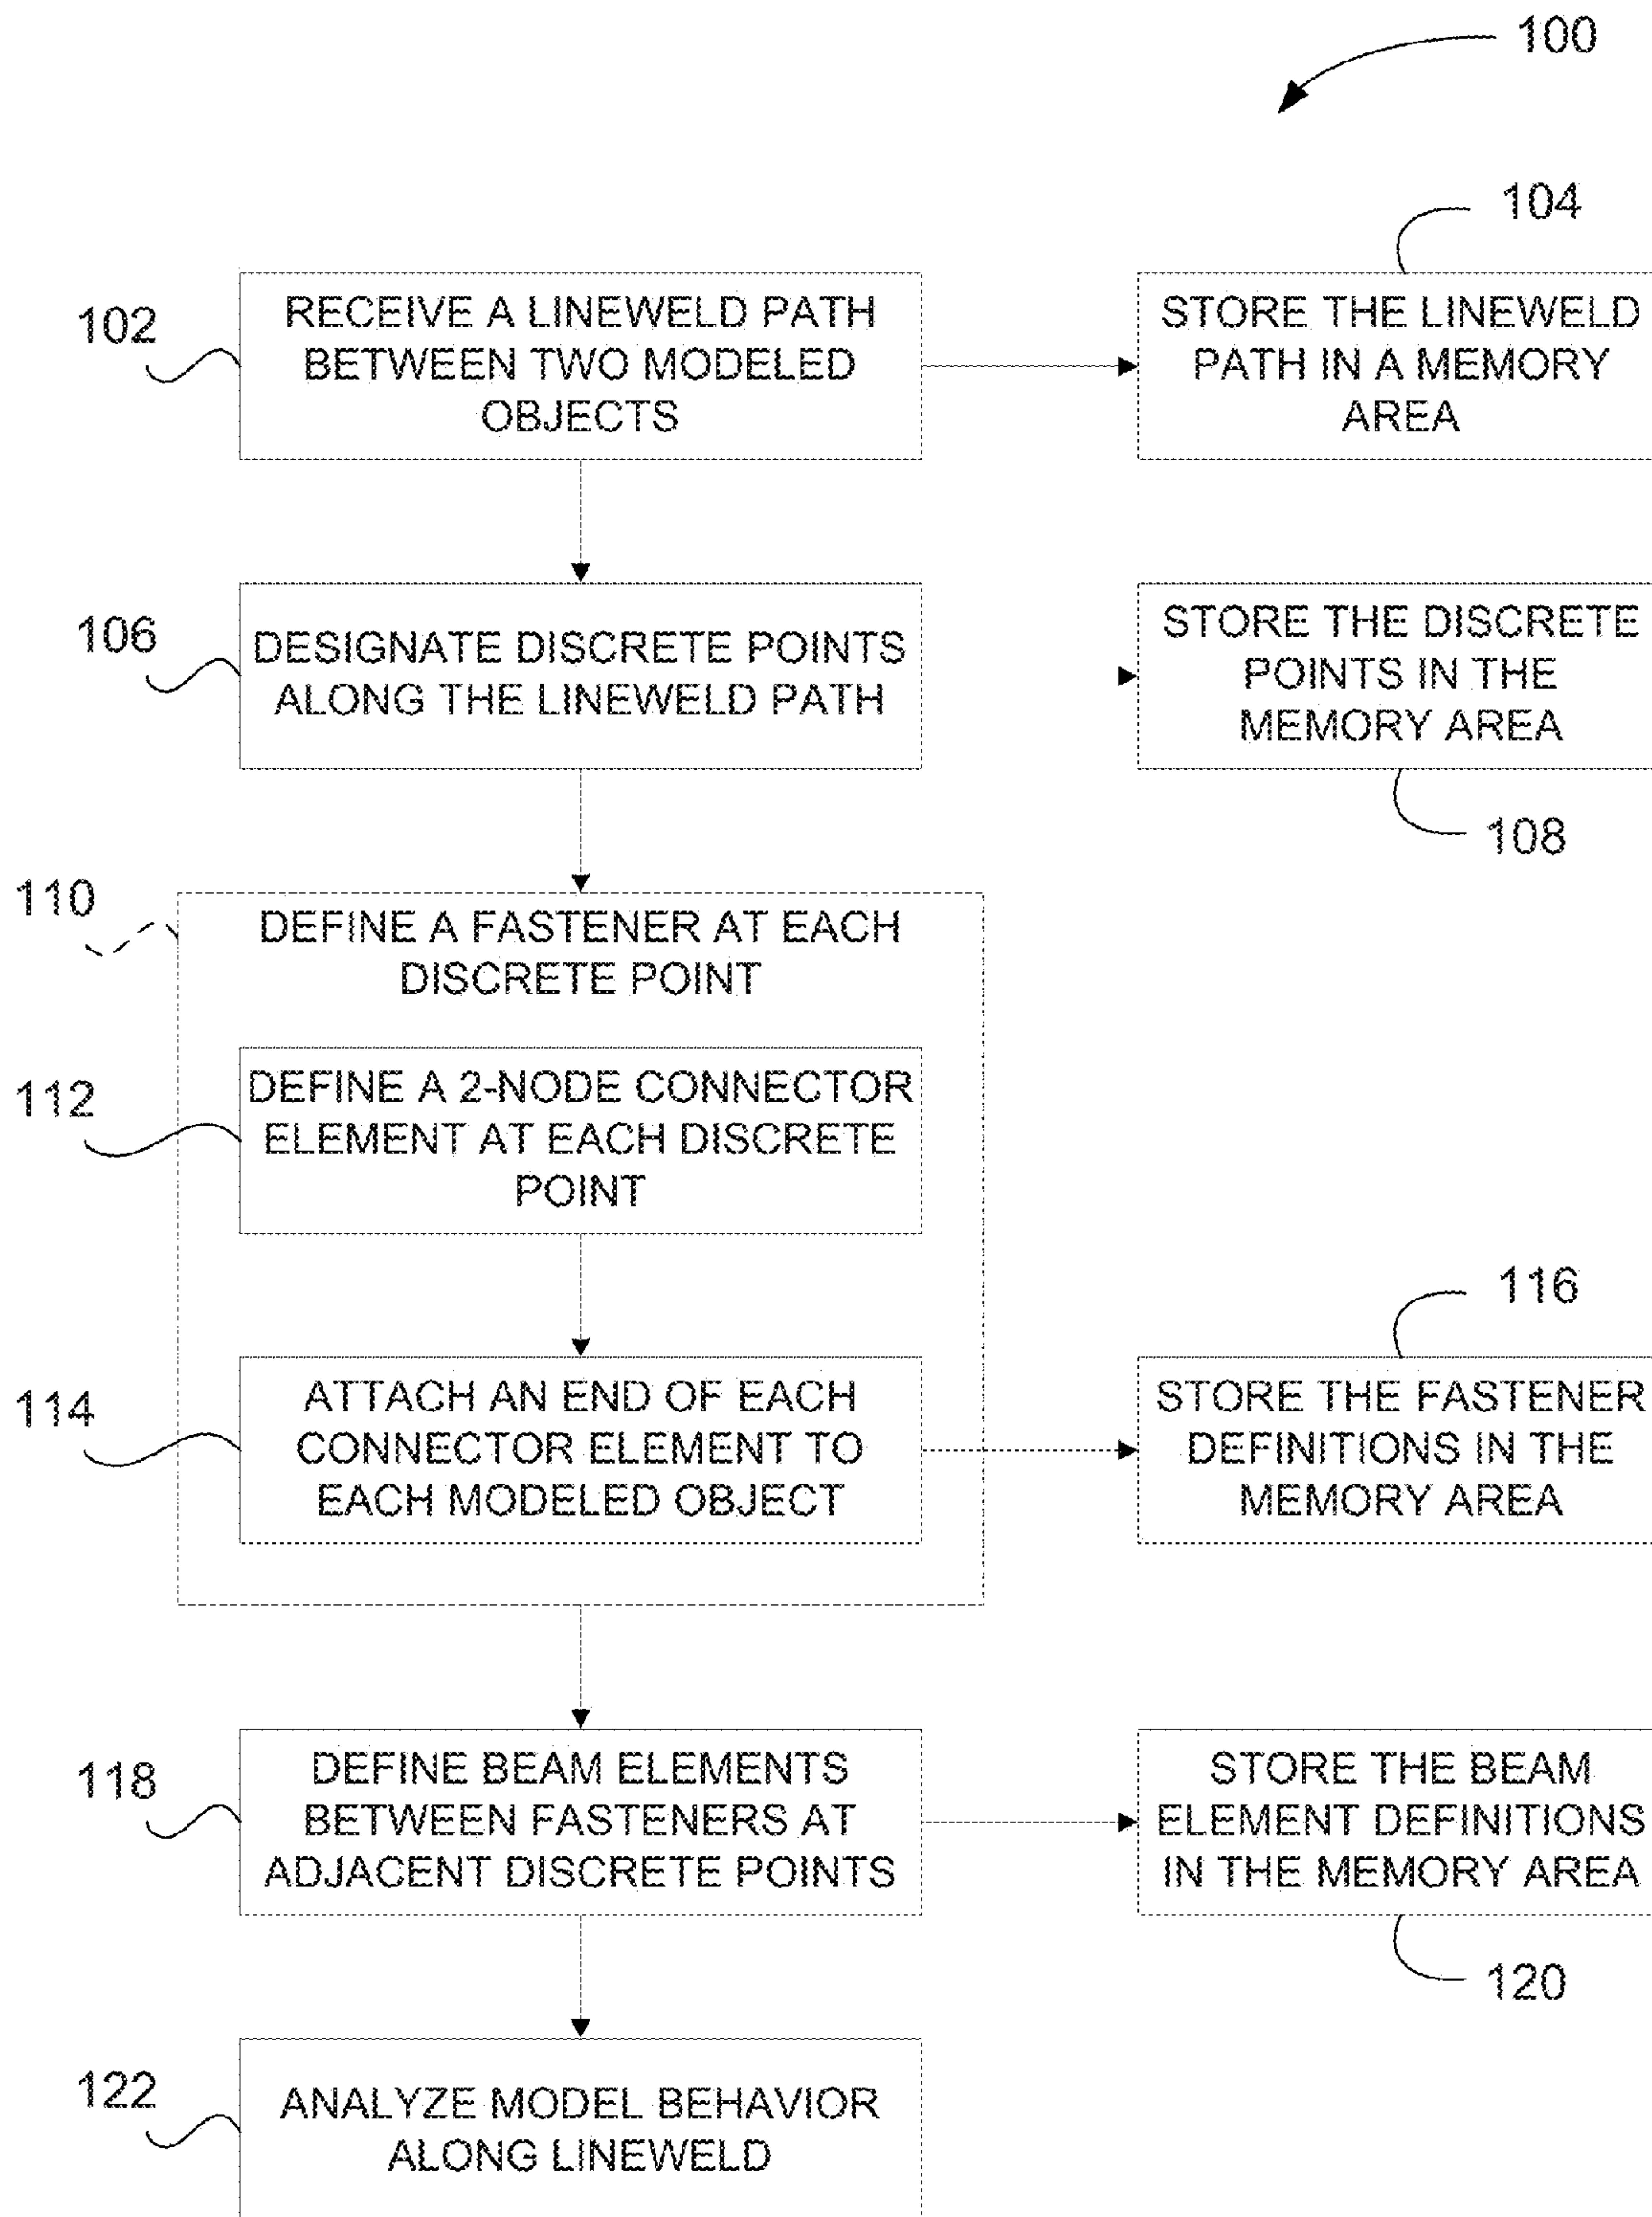 100
104
102
RECEIVE A LINEWELD PATH
BETWEEN TWO MODELED
OBJECTS
STORE THE LINEWELD
PATH IN A MEMORY
AREA
106
DESIGNATE DISCRETE POINTS
ALONG THE LINEWELD PATH
STORE THE DISCRETE
POINTS IN THE
MEMORY AREA
108
110
DEFINE A FASTENER AT EACH
DISCRETE POINT
112
DEFINE A 2-NODE CONNECTOR
ELEMENT AT EACH DISCRETE
POINT
116
114
ATTACH AN END OF EACH
CONNECTOR ELEMENT TO
EACH MODELED OBJECT
STORE THE FASTENER
DEFINITIONS IN THE
MEMORY AREA
118
DEFINE BEAM ELEMENTS
BETWEEN FASTENERS AT
ADJACENT DISCRETE POINTS
STORE THE BEAM
ELEMENT DEFINITIONS
IN THE MEMORY AREA
120
122
ANALYZE MODEL BEHAVIOR
ALONG LINEWELD